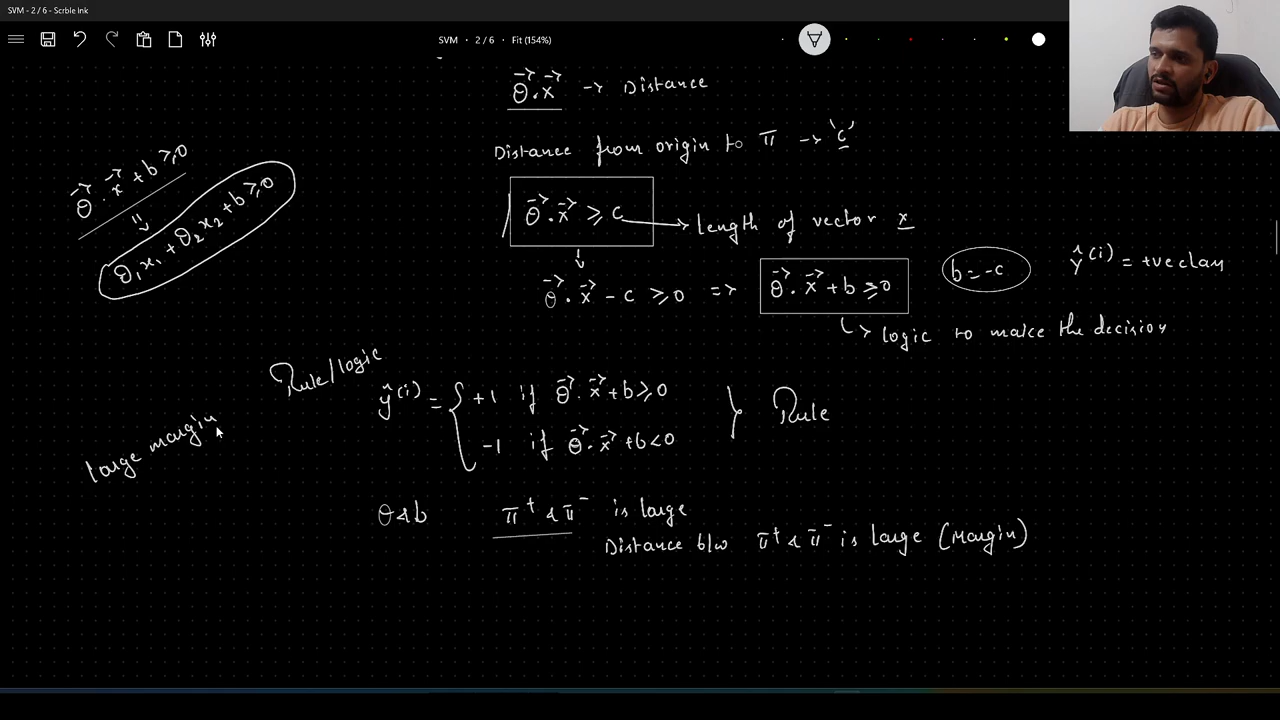 SVM - 2 / 6 - Scrble Ink
SVM • 2 / 6 • Fit (154%)
θ⃗.x⃗ -> Distance
Distance from origin to π -> 'c'
θ⃗.x⃗ ≥ c -> length of vector x
θ⃗.x⃗ - c ≥ 0 => θ⃗.x⃗ + b ≥ 0 b = -c ŷ^(i) = +ve class
↳ logic to make the decision
θ⃗.x⃗ + b ≥ 0
⇓
θ₁x₁ + θ₂x₂ + b ≥ 0
Rule/logic
ŷ^(i) = { +1 if θ⃗.x⃗ + b ≥ 0
-1 if θ⃗.x⃗ + b < 0 } Rule
large margin
θ & b π⁺ & π⁻ is large
Distance b/w π⁺ & π⁻ is large (Margin)